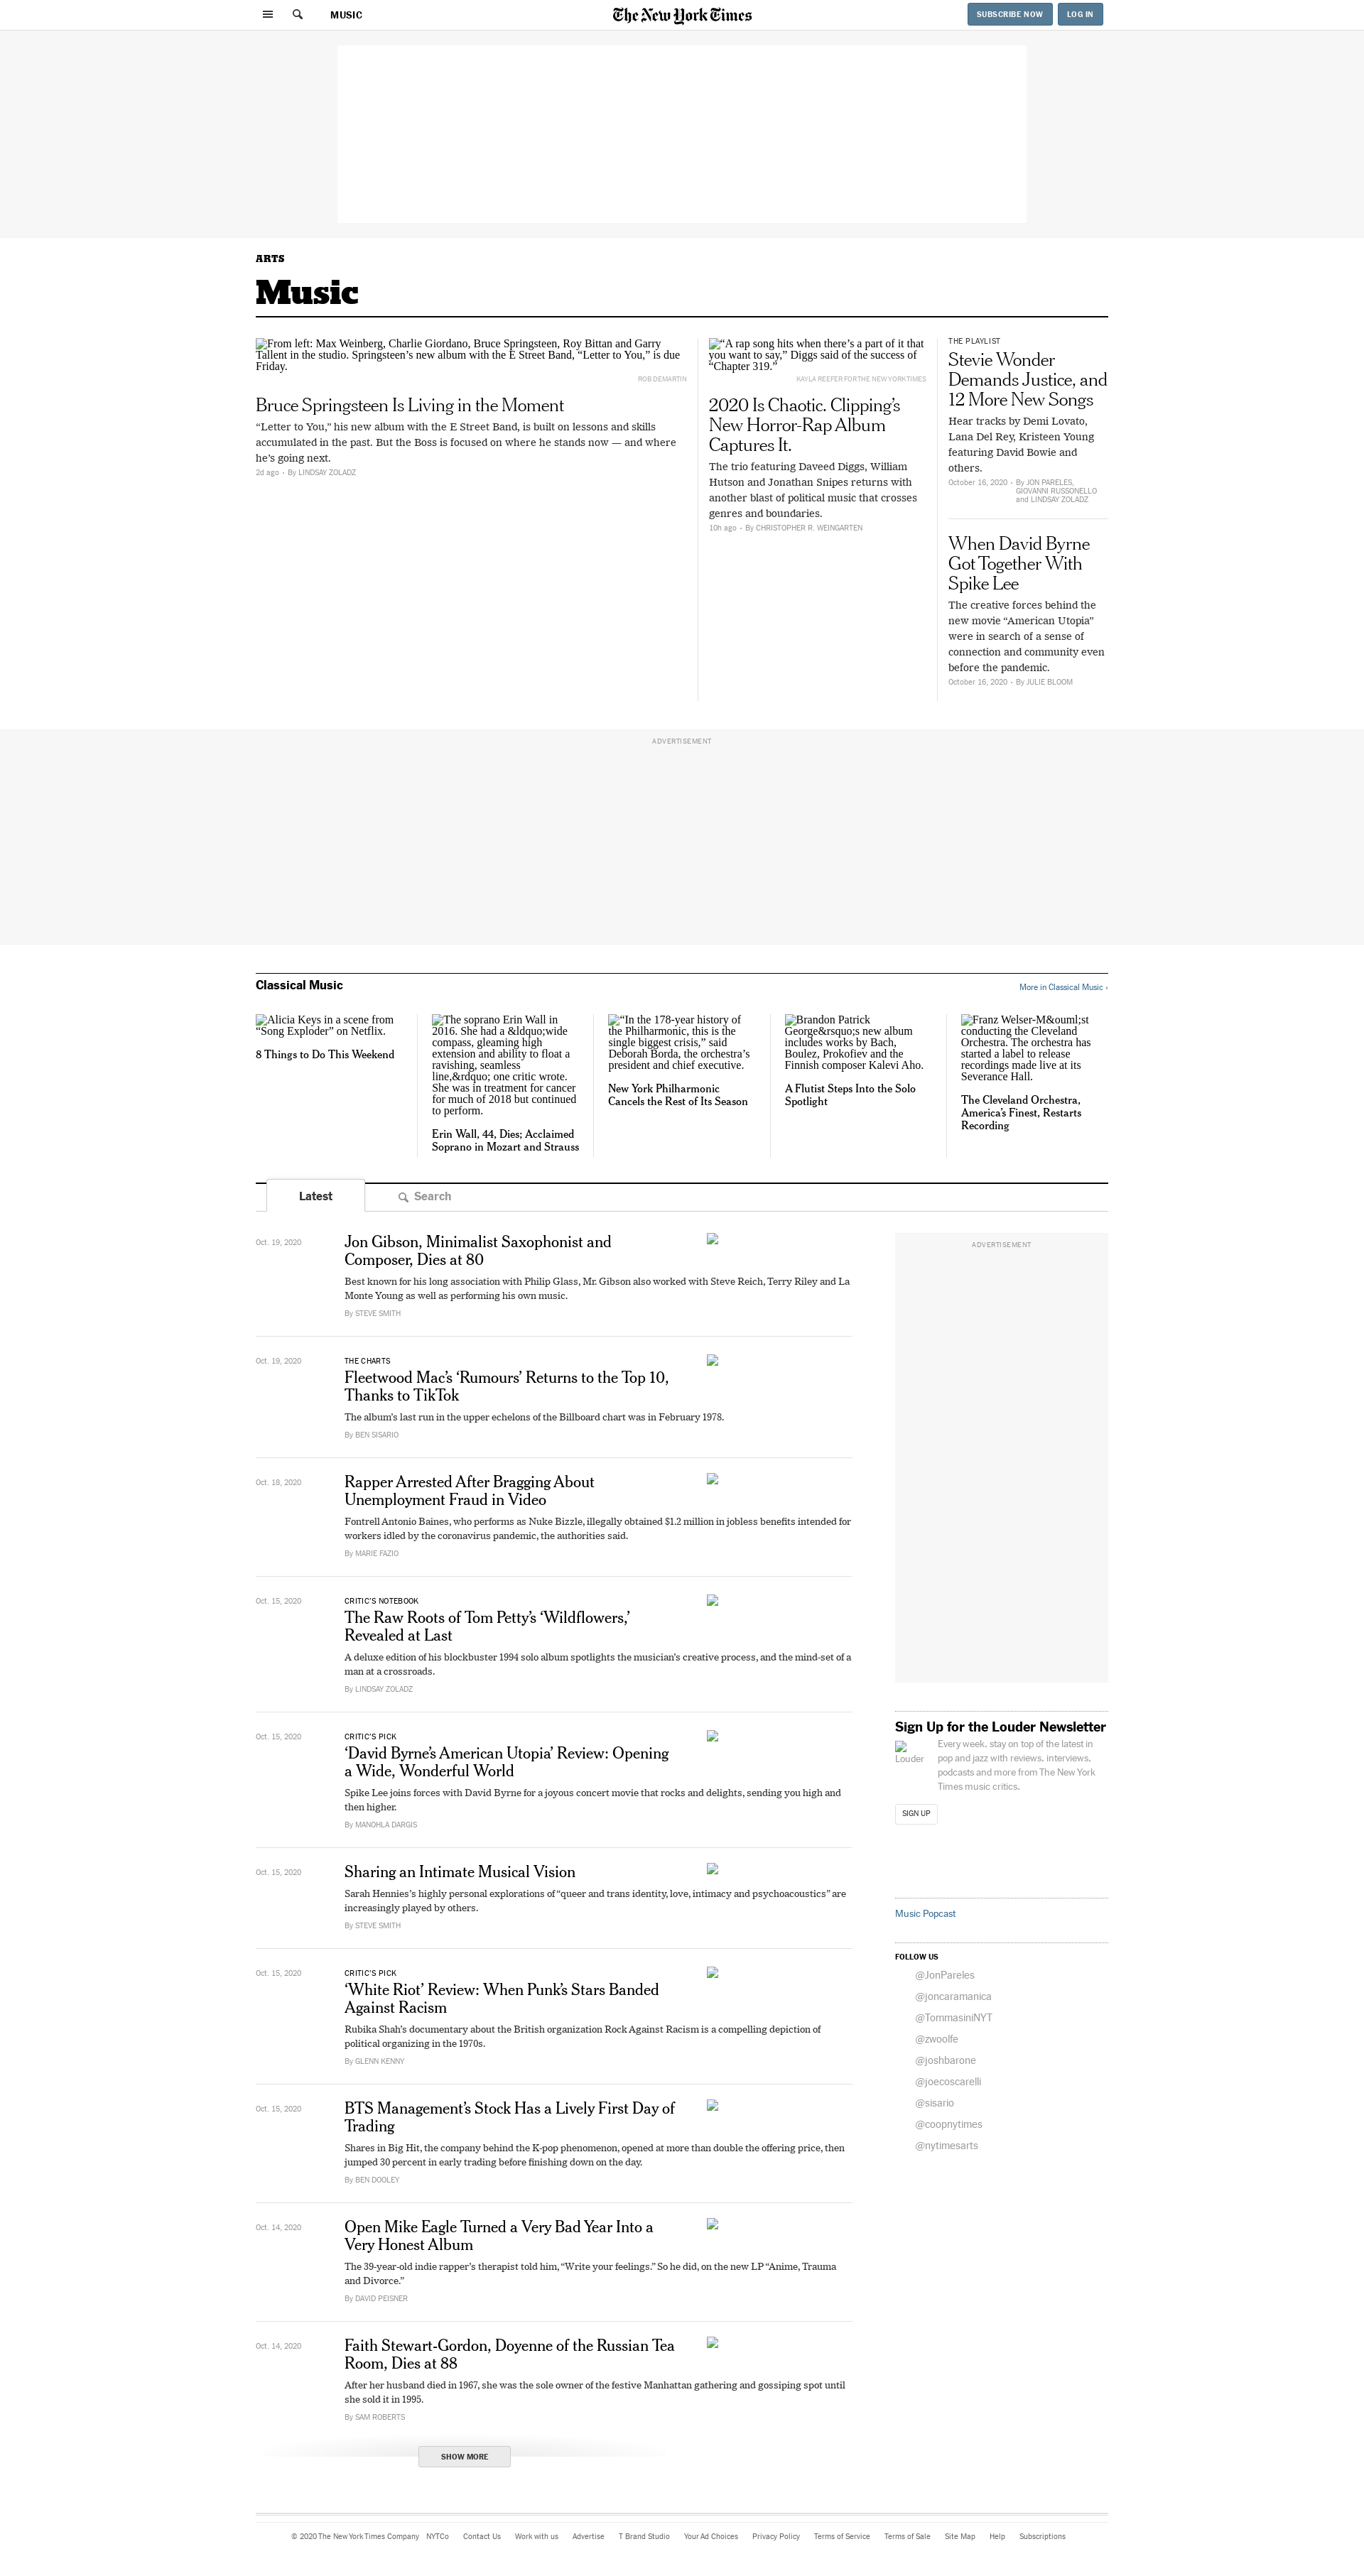 MUSIC
The New York Times
SUBSCRIBE NOW
LOG IN
ARTS
Music
From left: Max Weinberg, Charlie Giordano, Bruce Springsteen, Roy Bittan and Garry
Tallent in the studio. Springsteen’s new album with the E Street Band, “Letter to You,” is due
Friday.
ROB DEMARTIN
Bruce Springsteen Is Living in the Moment
“Letter to You,” his new album with the E Street Band, is built on lessons and skills
accumulated in the past. But the Boss is focused on where he stands now — and where
he’s going next.
2d ago • By LINDSAY ZOLADZ
“A rap song hits when there’s a part of it that
you want to say,” Diggs said of the success of
“Chapter 319.”
KAYLA REEFER FOR THE NEW YORK TIMES
2020 Is Chaotic. Clipping’s
New Horror-Rap Album
Captures It.
The trio featuring Daveed Diggs, William
Hutson and Jonathan Snipes returns with
another blast of political music that crosses
genres and boundaries.
10h ago • By CHRISTOPHER R. WEINGARTEN
THE PLAYLIST
Stevie Wonder
Demands Justice, and
12 More New Songs
Hear tracks by Demi Lovato,
Lana Del Rey, Kristeen Young
featuring David Bowie and
others.
October 16, 2020 • By JON PARELES,
GIOVANNI RUSSONELLO
and LINDSAY ZOLADZ
When David Byrne
Got Together With
Spike Lee
The creative forces behind the
new movie “American Utopia”
were in search of a sense of
connection and community even
before the pandemic.
October 16, 2020 • By JULIE BLOOM
ADVERTISEMENT
Classical Music
More in Classical Music ›
Alicia Keys in a scene from
“Song Exploder” on Netflix.
8 Things to Do This Weekend
The soprano Erin Wall in
2016. She had a &ldquo;wide
compass, gleaming high
extension and ability to float a
ravishing, seamless
line,&rdquo; one critic wrote.
She was in treatment for cancer
for much of 2018 but continued
to perform.
Erin Wall, 44, Dies; Acclaimed
Soprano in Mozart and Strauss
“In the 178-year history of
the Philharmonic, this is the
single biggest crisis,” said
Deborah Borda, the orchestra’s
president and chief executive.
New York Philharmonic
Cancels the Rest of Its Season
Brandon Patrick
George&rsquo;s new album
includes works by Bach,
Boulez, Prokofiev and the
Finnish composer Kalevi Aho.
A Flutist Steps Into the Solo
Spotlight
Franz Welser-M&ouml;st
conducting the Cleveland
Orchestra. The orchestra has
started a label to release
recordings made live at its
Severance Hall.
The Cleveland Orchestra,
America’s Finest, Restarts
Recording
Latest
Search
Oct. 19, 2020
Jon Gibson, Minimalist Saxophonist and
Composer, Dies at 80
Best known for his long association with Philip Glass, Mr. Gibson also worked with Steve Reich, Terry Riley and La
Monte Young as well as performing his own music.
By STEVE SMITH
Oct. 19, 2020
THE CHARTS
Fleetwood Mac’s ‘Rumours’ Returns to the Top 10,
Thanks to TikTok
The album’s last run in the upper echelons of the Billboard chart was in February 1978.
By BEN SISARIO
Oct. 18, 2020
Rapper Arrested After Bragging About
Unemployment Fraud in Video
Fontrell Antonio Baines, who performs as Nuke Bizzle, illegally obtained $1.2 million in jobless benefits intended for
workers idled by the coronavirus pandemic, the authorities said.
By MARIE FAZIO
Oct. 15, 2020
CRITIC’S NOTEBOOK
The Raw Roots of Tom Petty’s ‘Wildflowers,’
Revealed at Last
A deluxe edition of his blockbuster 1994 solo album spotlights the musician’s creative process, and the mind-set of a
man at a crossroads.
By LINDSAY ZOLADZ
Oct. 15, 2020
CRITIC’S PICK
‘David Byrne’s American Utopia’ Review: Opening
a Wide, Wonderful World
Spike Lee joins forces with David Byrne for a joyous concert movie that rocks and delights, sending you high and
then higher.
By MANOHLA DARGIS
Oct. 15, 2020
Sharing an Intimate Musical Vision
Sarah Hennies’s highly personal explorations of “queer and trans identity, love, intimacy and psychoacoustics” are
increasingly played by others.
By STEVE SMITH
Oct. 15, 2020
CRITIC’S PICK
‘White Riot’ Review: When Punk’s Stars Banded
Against Racism
Rubika Shah’s documentary about the British organization Rock Against Racism is a compelling depiction of
political organizing in the 1970s.
By GLENN KENNY
Oct. 15, 2020
BTS Management’s Stock Has a Lively First Day of
Trading
Shares in Big Hit, the company behind the K-pop phenomenon, opened at more than double the offering price, then
jumped 30 percent in early trading before finishing down on the day.
By BEN DOOLEY
Oct. 14, 2020
Open Mike Eagle Turned a Very Bad Year Into a
Very Honest Album
The 39-year-old indie rapper’s therapist told him, “Write your feelings.” So he did, on the new LP “Anime, Trauma
and Divorce.”
By DAVID PEISNER
Oct. 14, 2020
Faith Stewart-Gordon, Doyenne of the Russian Tea
Room, Dies at 88
After her husband died in 1967, she was the sole owner of the festive Manhattan gathering and gossiping spot until
she sold it in 1995.
By SAM ROBERTS
SHOW MORE
ADVERTISEMENT
Sign Up for the Louder Newsletter
Louder
Every week, stay on top of the latest in
pop and jazz with reviews, interviews,
podcasts and more from The New York
Times music critics.
SIGN UP
Music Popcast
FOLLOW US
@JonPareles
@joncaramanica
@TommasiniNYT
@zwoolfe
@joshbarone
@joecoscarelli
@sisario
@coopnytimes
@nytimesarts
© 2020 The New York Times Company NYTCo Contact Us Work with us Advertise T Brand Studio Your Ad Choices Privacy Policy Terms of Service Terms of Sale Site Map Help Subscriptions